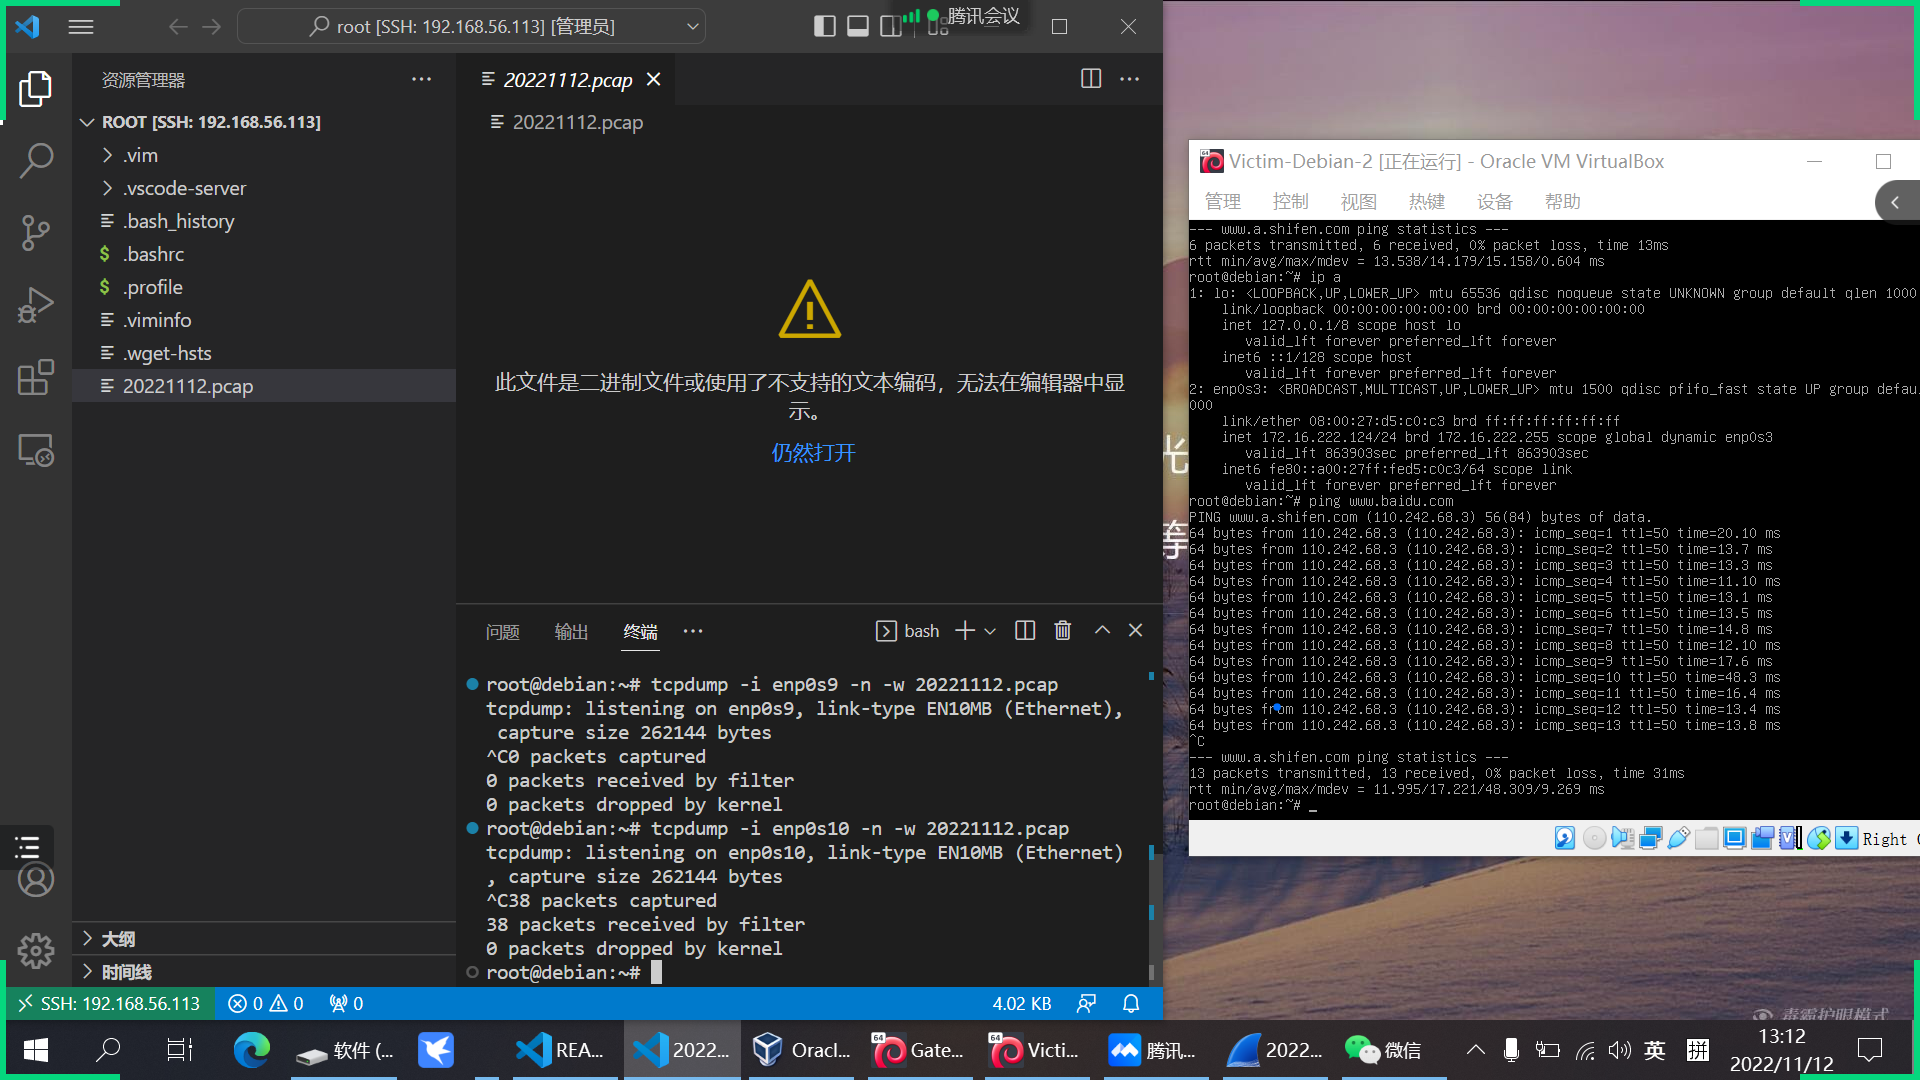 root [SSH: 192.168.56.113] [管理员]
腾讯会议
资源管理器
20221112.pcap
ROOT [SSH: 192.168.56.113]
.vim
.vscode-server
.bash_history
.bashrc
.profile
.viminfo
.wget-hsts
20221112.pcap
大纲
时间线
20221112.pcap
此文件是二进制文件或使用了不支持的文本编码，无法在编辑器中显
示。
仍然打开
问题 输出 终端
bash
root@debian:~# tcpdump -i enp0s9 -n -w 20221112.pcap
tcpdump: listening on enp0s9, link-type EN10MB (Ethernet),
capture size 262144 bytes
^C0 packets captured
0 packets received by filter
0 packets dropped by kernel
root@debian:~# tcpdump -i enp0s10 -n -w 20221112.pcap
tcpdump: listening on enp0s10, link-type EN10MB (Ethernet)
, capture size 262144 bytes
^C38 packets captured
38 packets received by filter
0 packets dropped by kernel
root@debian:~#
SSH: 192.168.56.113 0 0 0 4.02 KB
光
等
Victim-Debian-2 [正在运行] - Oracle VM VirtualBox
管理 控制 视图 热键 设备 帮助
--- www.a.shifen.com ping statistics ---
6 packets transmitted, 6 received, 0% packet loss, time 13ms
rtt min/avg/max/mdev = 13.538/14.179/15.158/0.604 ms
root@debian:~# ip a
1: lo: <LOOPBACK,UP,LOWER_UP> mtu 65536 qdisc noqueue state UNKNOWN group default qlen 1000
link/loopback 00:00:00:00:00:00 brd 00:00:00:00:00:00
inet 127.0.0.1/8 scope host lo
valid_lft forever preferred_lft forever
inet6 ::1/128 scope host
valid_lft forever preferred_lft forever
2: enp0s3: <BROADCAST,MULTICAST,UP,LOWER_UP> mtu 1500 qdisc pfifo_fast state UP group defau
000
link/ether 08:00:27:d5:c0:c3 brd ff:ff:ff:ff:ff:ff
inet 172.16.222.124/24 brd 172.16.222.255 scope global dynamic enp0s3
valid_lft 863903sec preferred_lft 863903sec
inet6 fe80::a00:27ff:fed5:c0c3/64 scope link
valid_lft forever preferred_lft forever
root@debian:~# ping www.baidu.com
PING www.a.shifen.com (110.242.68.3) 56(84) bytes of data.
64 bytes from 110.242.68.3 (110.242.68.3): icmp_seq=1 ttl=50 time=20.10 ms
64 bytes from 110.242.68.3 (110.242.68.3): icmp_seq=2 ttl=50 time=13.7 ms
64 bytes from 110.242.68.3 (110.242.68.3): icmp_seq=3 ttl=50 time=13.3 ms
64 bytes from 110.242.68.3 (110.242.68.3): icmp_seq=4 ttl=50 time=11.10 ms
64 bytes from 110.242.68.3 (110.242.68.3): icmp_seq=5 ttl=50 time=13.1 ms
64 bytes from 110.242.68.3 (110.242.68.3): icmp_seq=6 ttl=50 time=13.5 ms
64 bytes from 110.242.68.3 (110.242.68.3): icmp_seq=7 ttl=50 time=14.8 ms
64 bytes from 110.242.68.3 (110.242.68.3): icmp_seq=8 ttl=50 time=12.10 ms
64 bytes from 110.242.68.3 (110.242.68.3): icmp_seq=9 ttl=50 time=17.6 ms
64 bytes from 110.242.68.3 (110.242.68.3): icmp_seq=10 ttl=50 time=48.3 ms
64 bytes from 110.242.68.3 (110.242.68.3): icmp_seq=11 ttl=50 time=16.4 ms
64 bytes from 110.242.68.3 (110.242.68.3): icmp_seq=12 ttl=50 time=13.4 ms
64 bytes from 110.242.68.3 (110.242.68.3): icmp_seq=13 ttl=50 time=13.8 ms
^C
--- www.a.shifen.com ping statistics ---
13 packets transmitted, 13 received, 0% packet loss, time 31ms
rtt min/avg/max/mdev = 11.995/17.221/48.309/9.269 ms
root@debian:~# _
Right
毒霸护眼模式
软件 (... REA... 2022... Oracl... Gate... Victi... 腾讯... 2022... 微信 英 拼
13:12
2022/11/12